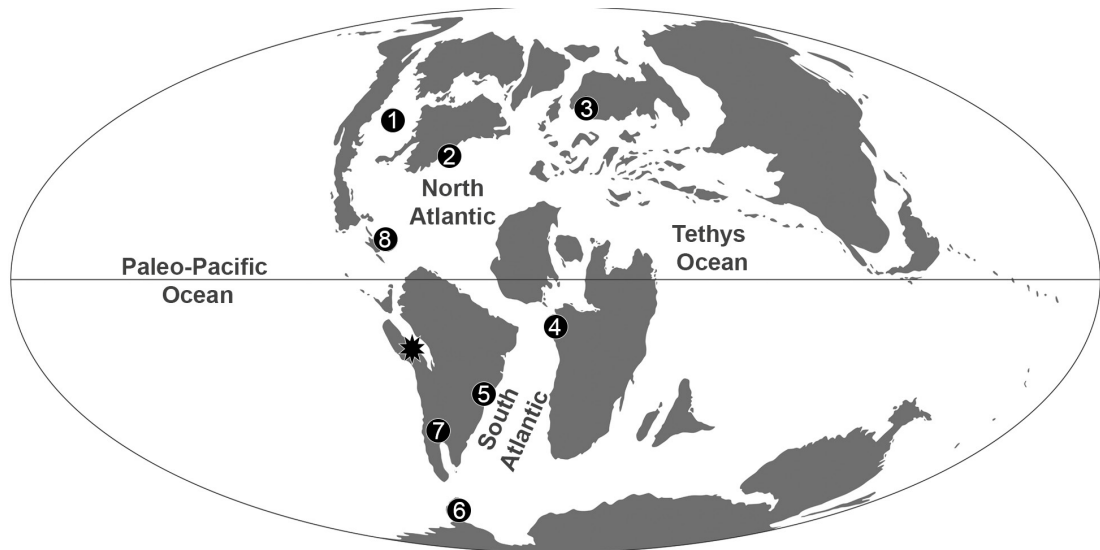 1
3
2
North
Atlantic
8
Tethys
Ocean
Paleo-Pacific
Ocean
4
5
South
Atlantic
7
6